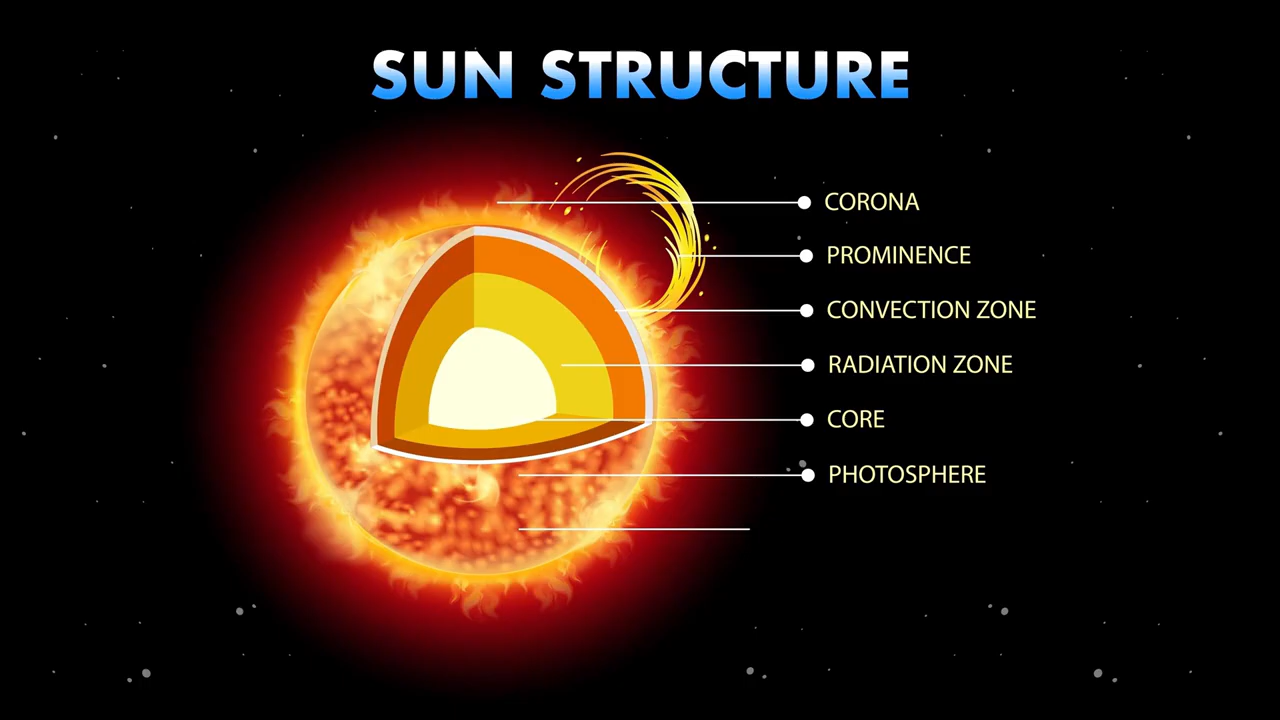 SUN STRUCTURE
CORONA
PROMINENCE
CONVECTION ZONE
RADIATION ZONE
CORE
PHOTOSPHERE